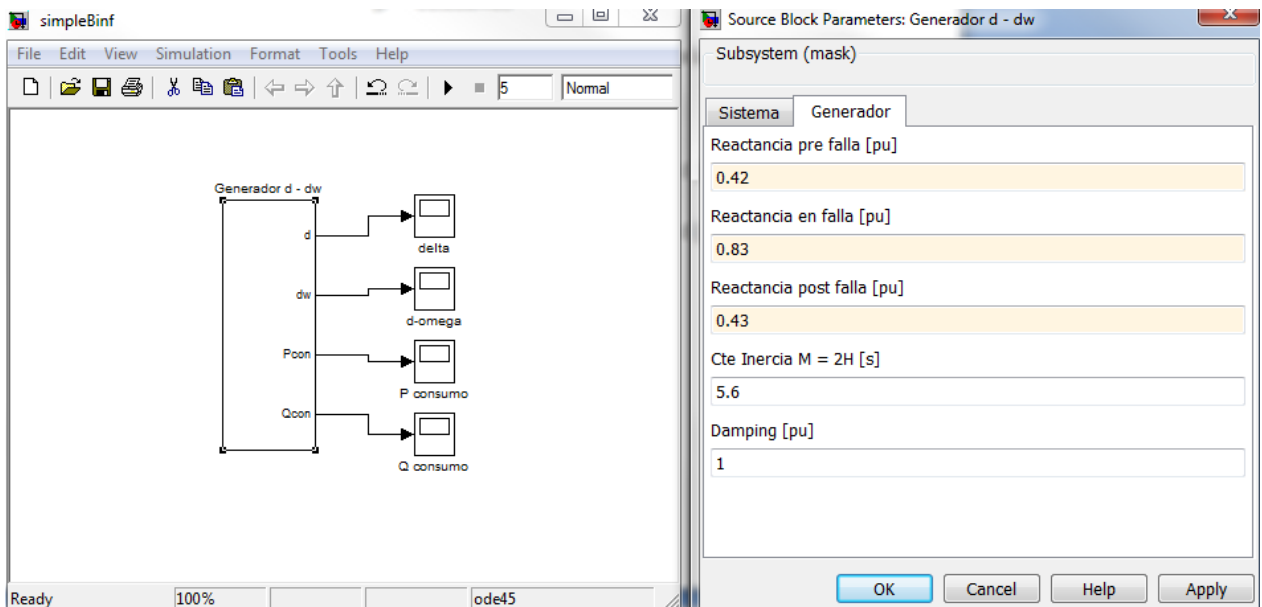 simpleBinf
File Edit View Simulation Format Tools Help
5 Normal
Generador d - dw
d
delta
dw
d-omega
Pcon
P consumo
Qcon
Q consumo
Ready 100% ode45
Source Block Parameters: Generador d - dw
Subsystem (mask)
Sistema Generador
Reactancia pre falla [pu]
0.42
Reactancia en falla [pu]
0.83
Reactancia post falla [pu]
0.43
Cte Inercia M = 2H [s]
5.6
Damping [pu]
1
OK Cancel Help Apply